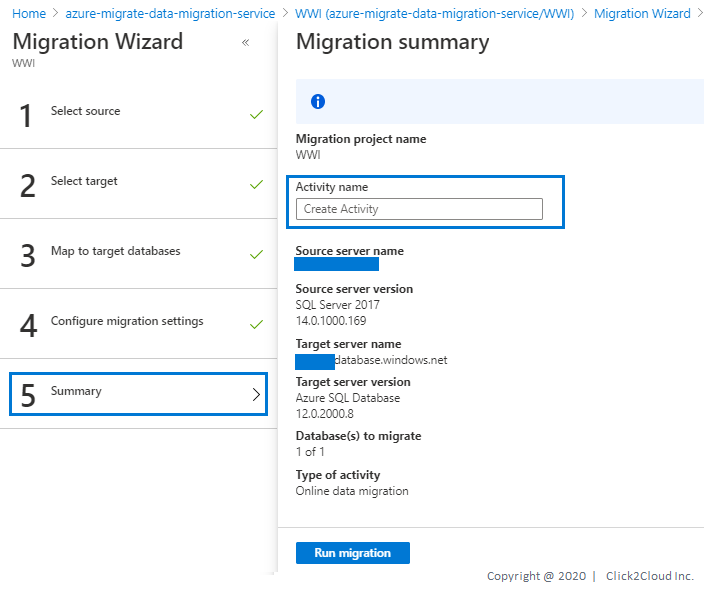 Home > azure-migrate-data-migration-service > WWI (azure-migrate-data-migration-service/WWI) > Migration Wizard >
Migration Wizard «
WWI
1 Select source
2 Select target
3 Map to target databases
4 Configure migration settings
5 Summary
Migration summary
Migration project name
WWI
Activity name
Create Activity
Source server name
Source server version
SQL Server 2017
14.0.1000.169
Target server name
database.windows.net
Target server version
Azure SQL Database
12.0.2000.8
Database(s) to migrate
1 of 1
Type of activity
Online data migration
Run migration
Copyright @ 2020 | Click2Cloud Inc.